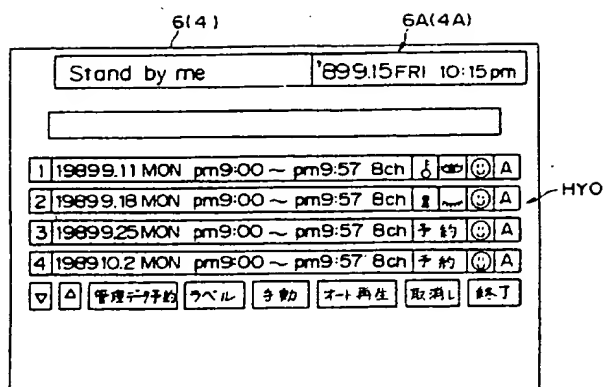 6(4) 6A(4A)
Stand by me '89 9.15 FRI 10:15 pm
1 1989 9.11 MON pm9:00 ~ pm9:57 8ch A
2 1989 9.18 MON pm9:00 ~ pm9:57 8ch A
HYO
3 1989 9.25 MON pm9:00 ~ pm9:57 8ch 予約 A
4 1989 10.2 MON pm9:00 ~ pm9:57 8ch 予約 A
▽ △ 管理データ予約 ラベル 手動 オート再生 取消し 終了